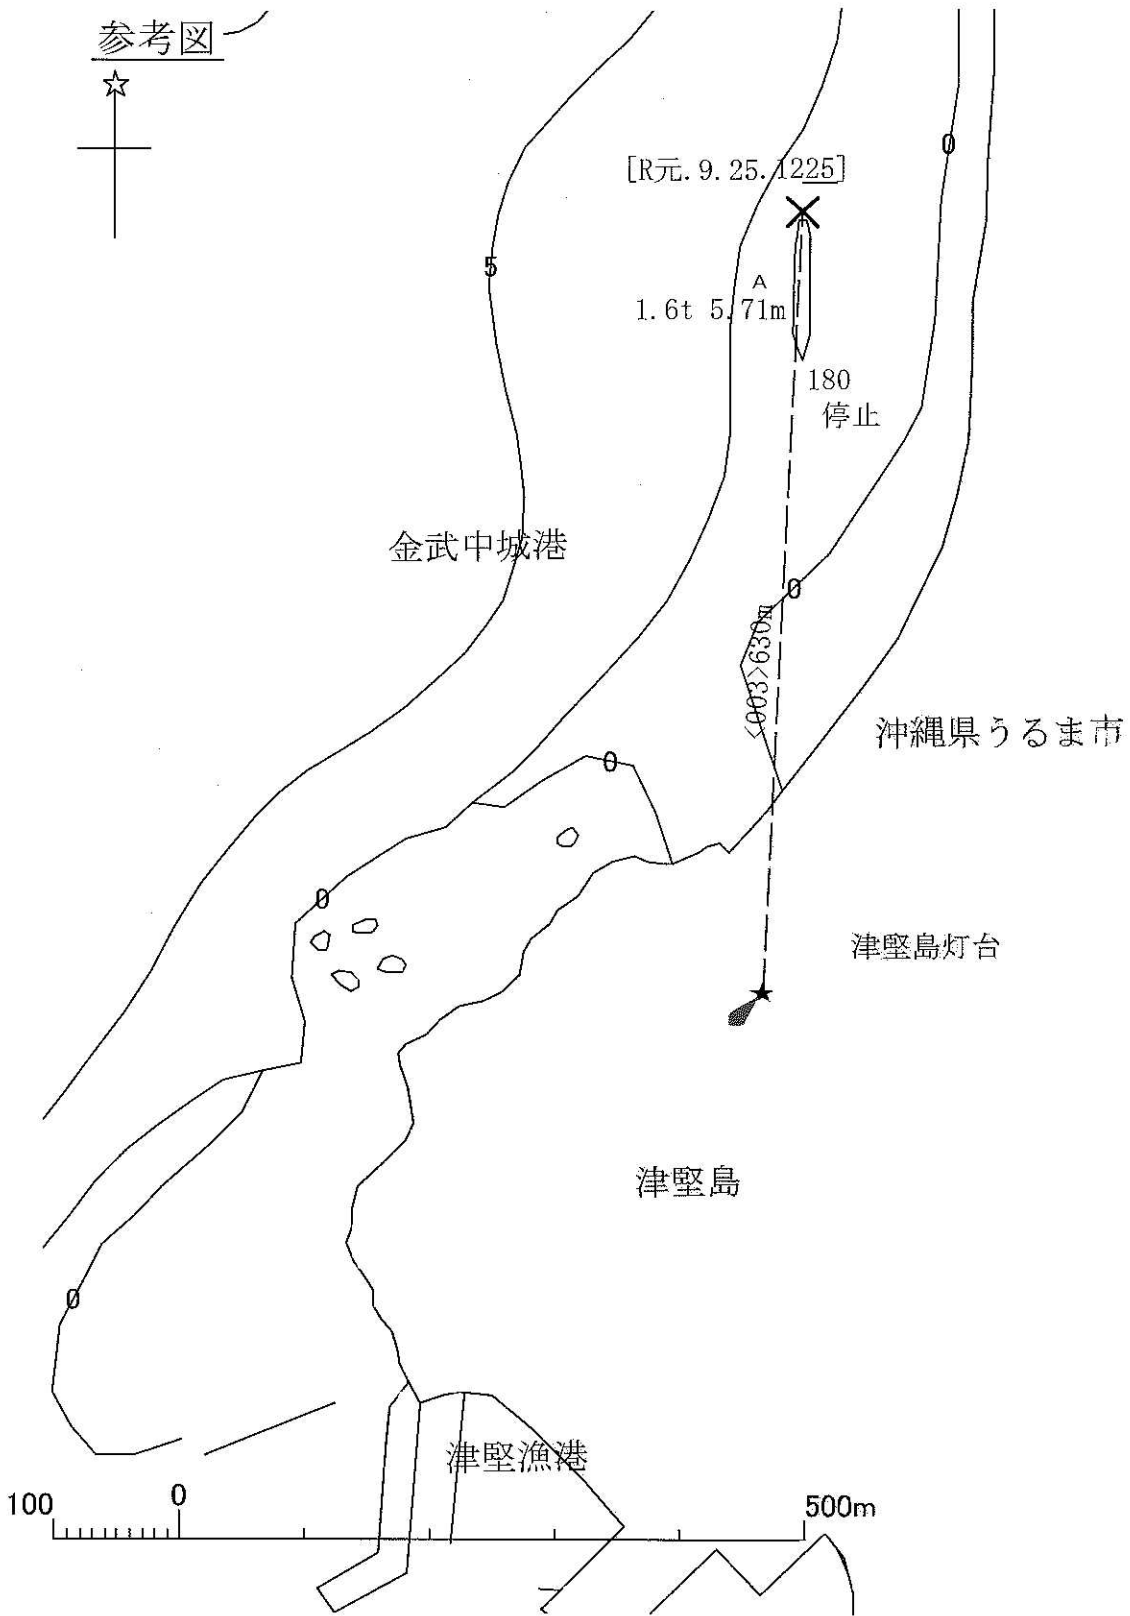 参考図
0
[R元.9.25.1225]
5
A
1.6t 5.71m
180
停止
金武中城港
0
<003>630m
沖縄県うるま市
0
0
津堅島灯台
津堅島
0
津堅漁港
100 0 500m